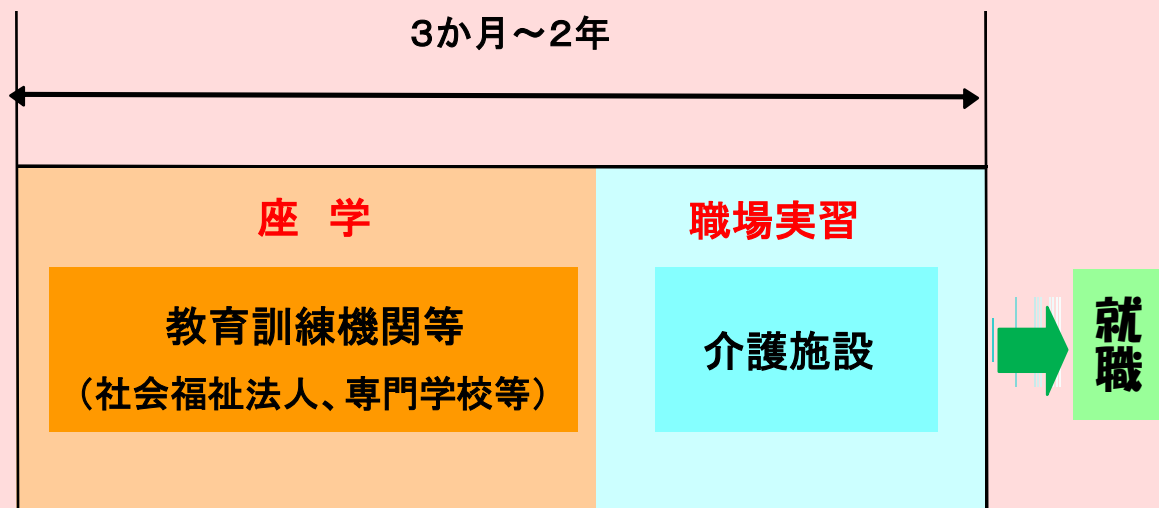 3か月～2年
座 学
職場実習
教育訓練機関等
（社会福祉法人、専門学校等）
介護施設
就職